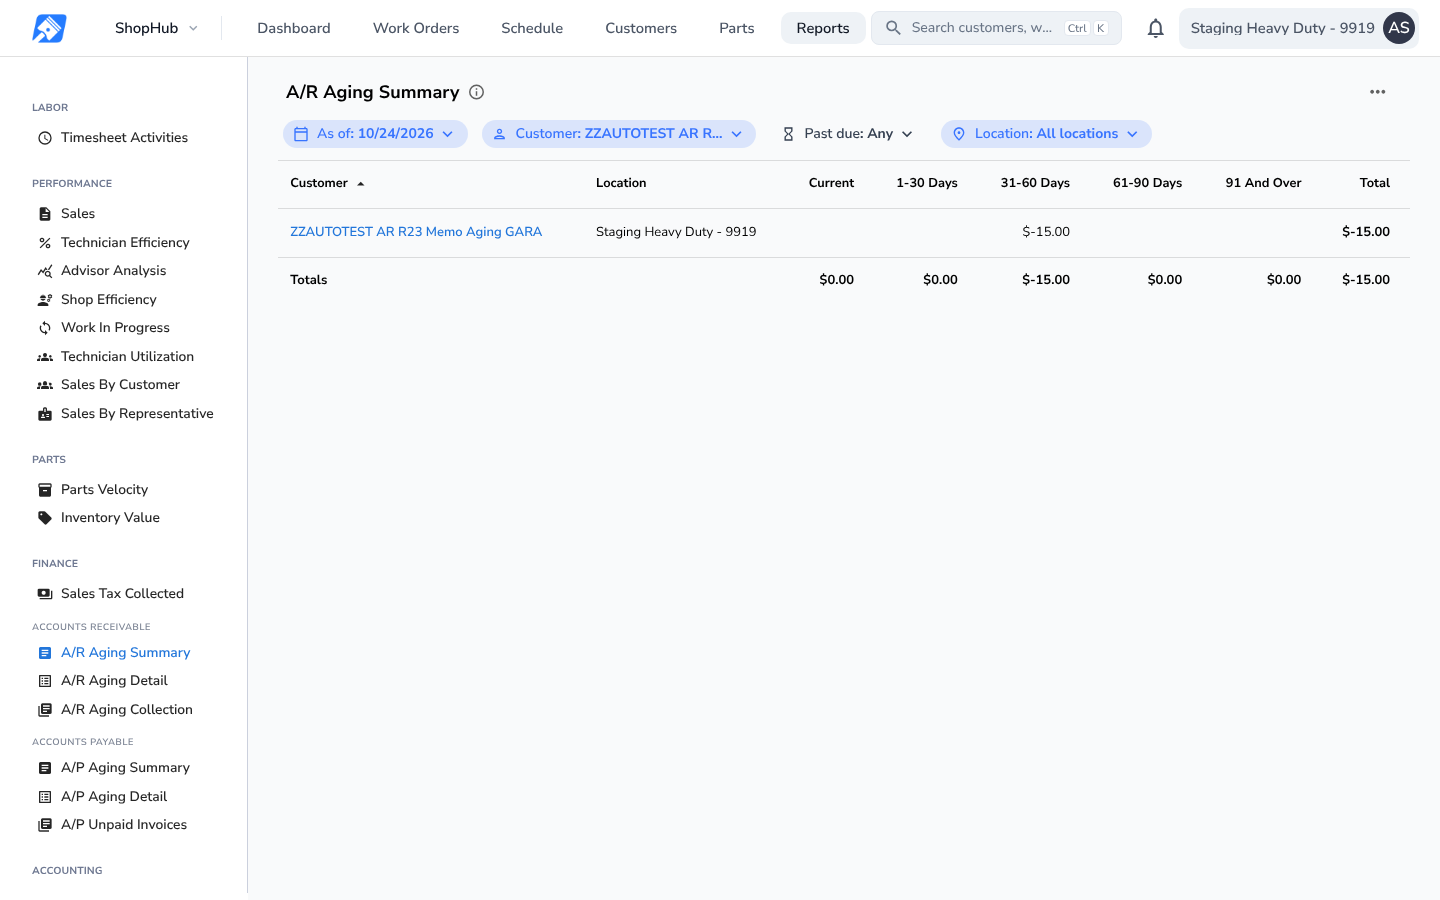 ShopHub
Dashboard
Work Orders
Schedule
Customers
Parts
Reports
Search customers, w...
Ctrl
K
Staging Heavy Duty - 9919
AS
LABOR
Timesheet Activities
PERFORMANCE
Sales
Technician Efficiency
Advisor Analysis
Shop Efficiency
Work In Progress
Technician Utilization
Sales By Customer
Sales By Representative
PARTS
Parts Velocity
Inventory Value
FINANCE
Sales Tax Collected
ACCOUNTS RECEIVABLE
A/R Aging Summary
A/R Aging Detail
A/R Aging Collection
ACCOUNTS PAYABLE
A/P Aging Summary
A/P Aging Detail
A/P Unpaid Invoices
ACCOUNTING
A/R Aging Summary
As of: 10/24/2026
Customer: ZZAUTOTEST AR R...
Past due: Any
Location: All locations
Customer Location Current 1-30 Days 31-60 Days 61-90 Days 91 And Over Total
ZZAUTOTEST AR R23 Memo Aging GARA Staging Heavy Duty - 9919 $-15.00 $-15.00
Totals $0.00 $0.00 $-15.00 $0.00 $0.00 $-15.00